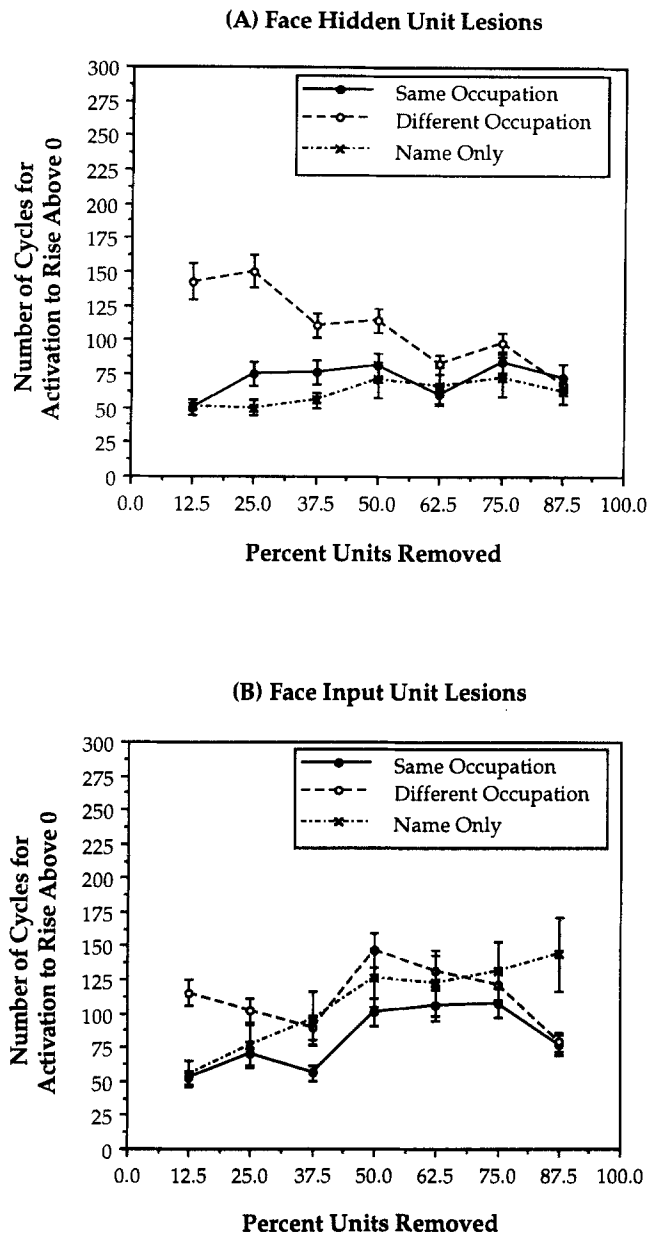 (A) Face Hidden Unit Lesions
300
275
250
225
200
175
150
125
100
75
50
25
0
Number of Cycles for
Activation to Rise Above 0
Same Occupation
Different Occupation
Name Only
0.0 12.5 25.0 37.5 50.0 62.5 75.0 87.5 100.0
Percent Units Removed
(B) Face Input Unit Lesions
300
275
250
225
200
175
150
125
100
75
50
25
0
Number of Cycles for
Activation to Rise Above 0
Same Occupation
Different Occupation
Name Only
0.0 12.5 25.0 37.5 50.0 62.5 75.0 87.5 100.0
Percent Units Removed